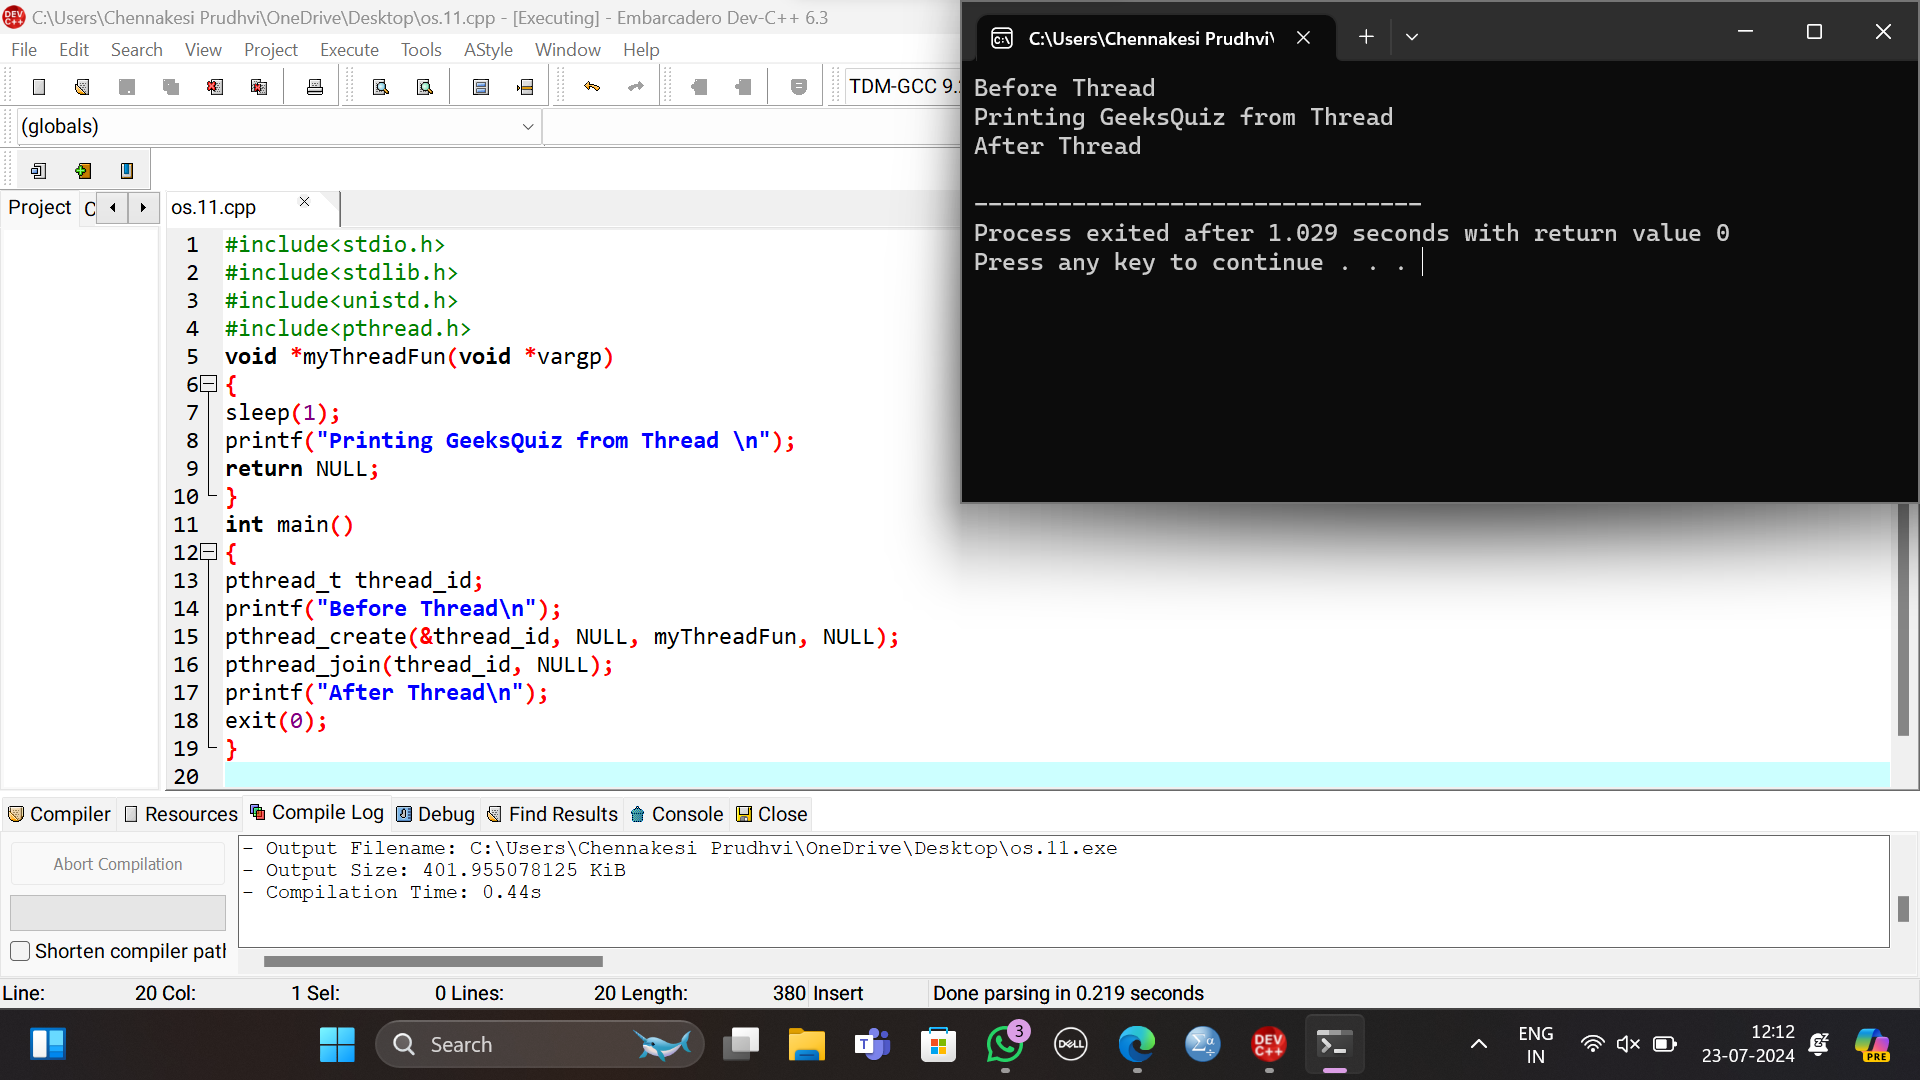 C:\Users\Chennakesi Prudhvi\OneDrive\Desktop\os.11.cpp - [Executing] - Embarcadero Dev-C++ 6.3
File Edit Search View Project Execute Tools AStyle Window Help
TDM-GCC 9.
(globals)
Project
os.11.cpp
1 #include<stdio.h>
2 #include<stdlib.h>
3 #include<unistd.h>
4 #include<pthread.h>
5 void *myThreadFun(void *vargp)
6 {
7 sleep(1);
8 printf("Printing GeeksQuiz from Thread \n");
9 return NULL;
10 }
11 int main()
12 {
13 pthread_t thread_id;
14 printf("Before Thread\n");
15 pthread_create(&thread_id, NULL, myThreadFun, NULL);
16 pthread_join(thread_id, NULL);
17 printf("After Thread\n");
18 exit(0);
19 }
20
C:\Users\Chennakesi Prudhvi\
Before Thread
Printing GeeksQuiz from Thread
After Thread
--------------------------------
Process exited after 1.029 seconds with return value 0
Press any key to continue . . .
Compiler Resources Compile Log Debug Find Results Console Close
Abort Compilation
Shorten compiler path
- Output Filename: C:\Users\Chennakesi Prudhvi\OneDrive\Desktop\os.11.exe
- Output Size: 401.955078125 KiB
- Compilation Time: 0.44s
Line: 20 Col: 1 Sel: 0 Lines: 20 Length: 380 Insert Done parsing in 0.219 seconds
Search
3
DELL
DEV C++
ENG
IN
12:12
23-07-2024
PRE